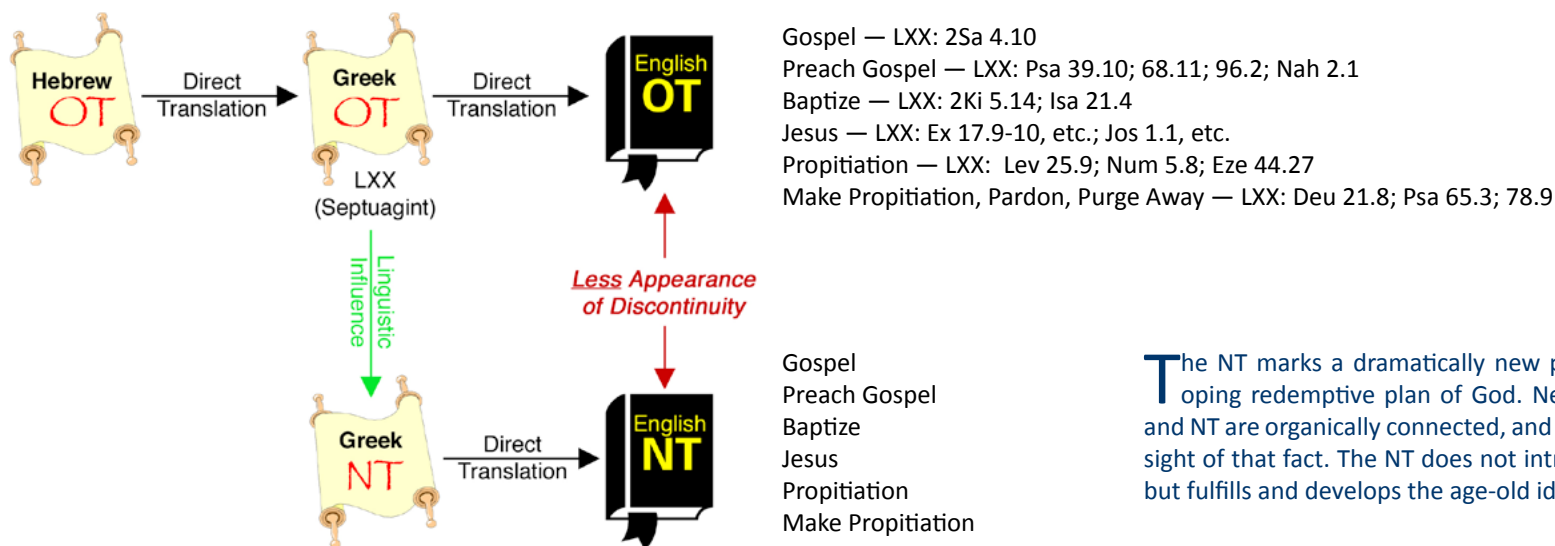 Hebrew
OT
Direct
Translation
Greek
OT
LXX
(Septuagint)
Direct
Translation
English
OT
Gospel — LXX: 2Sa 4.10
Preach Gospel — LXX: Psa 39.10; 68.11; 96.2; Nah 2.1
Baptize — LXX: 2Ki 5.14; Isa 21.4
Jesus — LXX: Ex 17.9-10, etc.; Jos 1.1, etc.
Propitiation — LXX: Lev 25.9; Num 5.8; Eze 44.27
Make Propitiation, Pardon, Purge Away — LXX: Deu 21.8; Psa 65.3; 78.9
Linguistic
Influence
Less Appearance
of Discontinuity
Greek
NT
Direct
Translation
English
NT
Gospel
Preach Gospel
Baptize
Jesus
Propitiation
Make Propitiation
The NT marks a dramatically new
oping redemptive plan of God.
and NT are organically connected, and
sight of that fact. The NT does not
but fulfills and develops the age-old